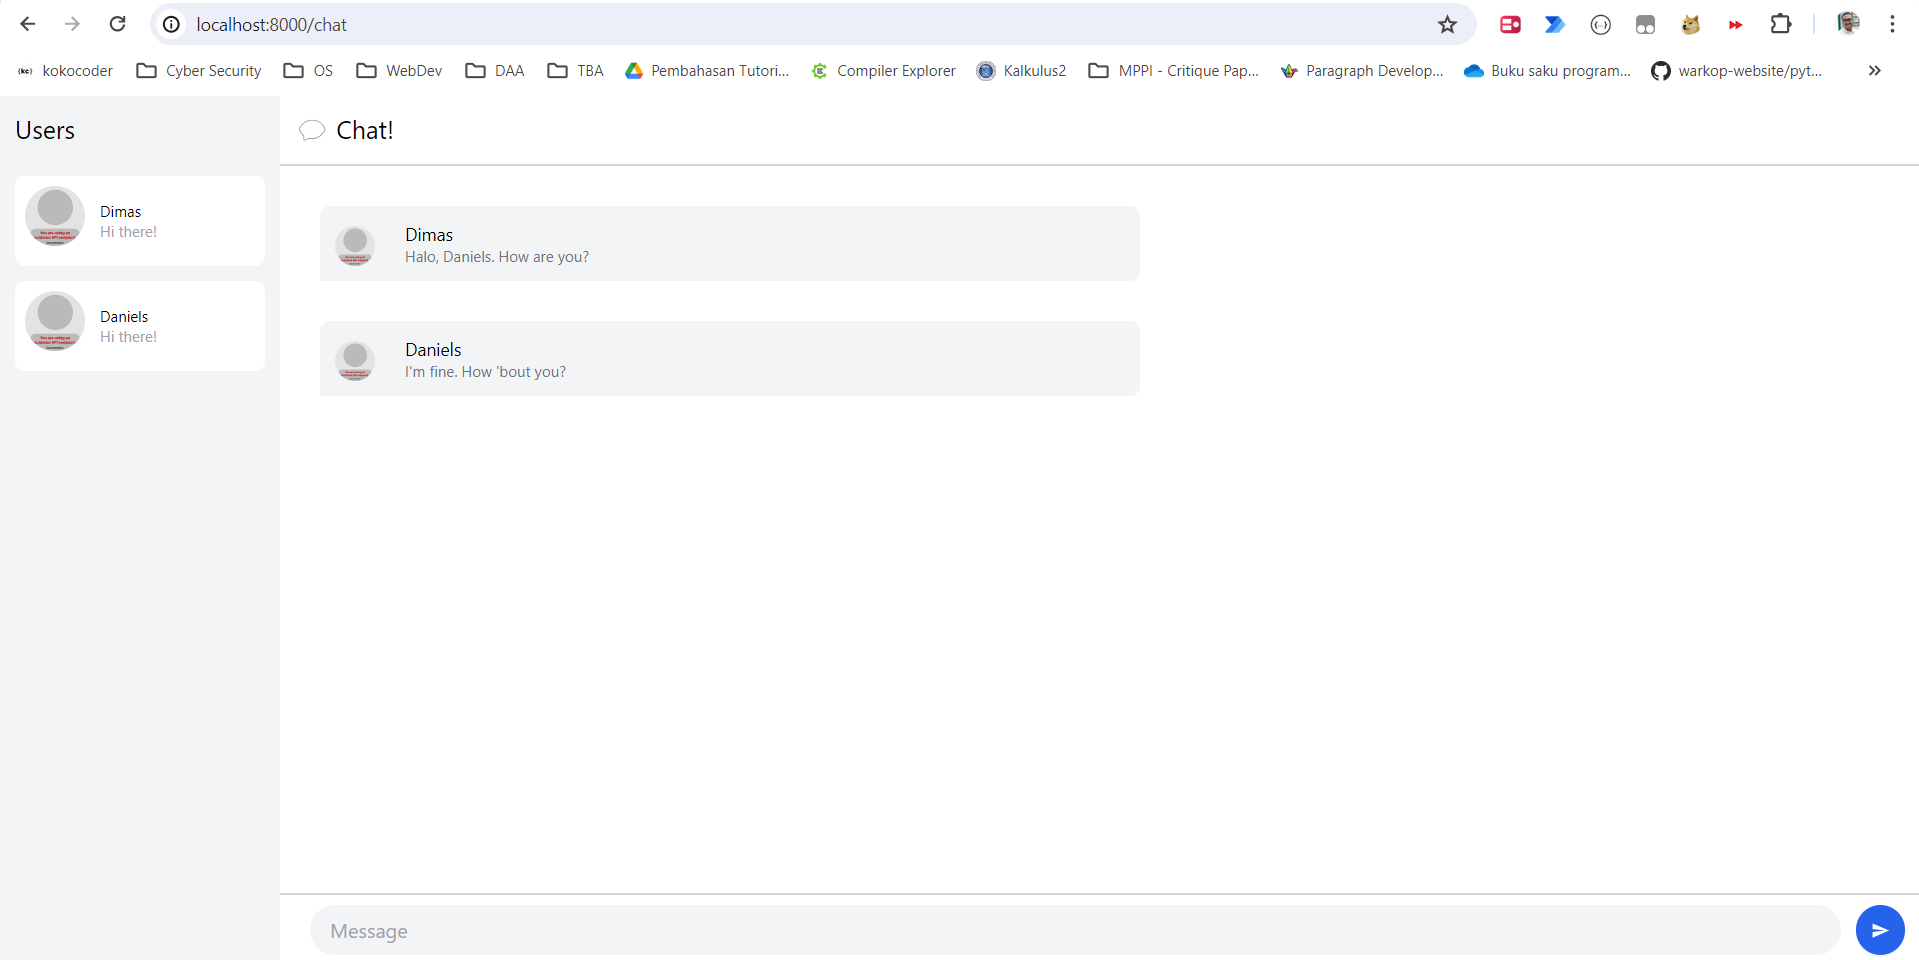 localhost:8000/chat
kokocoder Cyber Security OS WebDev DAA TBA Pembahasan Tutori... Compiler Explorer Kalkulus2 MPPI - Critique Pap... Paragraph Develop... Buku saku program... warkop-website/pyt...
Users
Chat!
Dimas
Hi there!
Daniels
Hi there!
Dimas
Halo, Daniels. How are you?
Daniels
I'm fine. How 'bout you?
Message